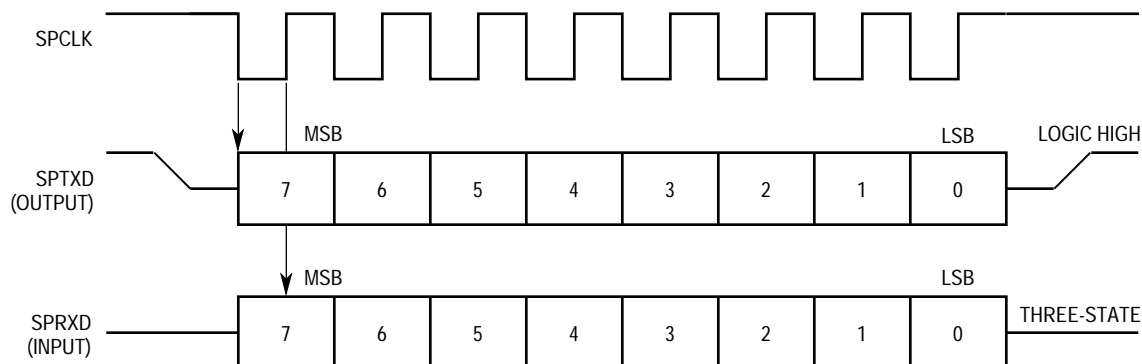 SPCLK
MSB
LSB
LOGIC HIGH
SPTXD
(OUTPUT)
7 6 5 4 3 2 1 0
MSB
LSB
THREE-STATE
SPRXD
(INPUT)
7 6 5 4 3 2 1 0